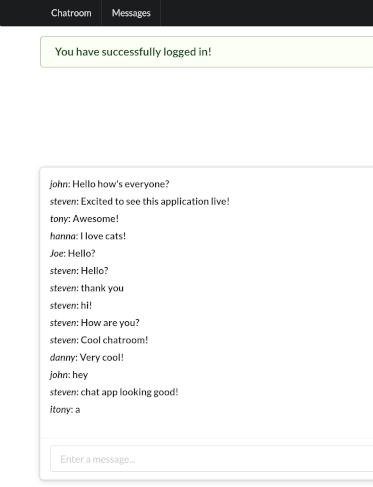 Chatroom Messages
You have successfully logged in!
john: Hello how's everyone?
steven: Excited to see this application live!
tony: Awesome!
hanna: I love cats!
Joe: Hello?
steven: Hello?
steven: thank you
steven: hi!
steven: How are you?
steven: Cool chatroom!
danny: Very cool!
john: hey
steven: chat app looking good!
itony: a
Enter a message...